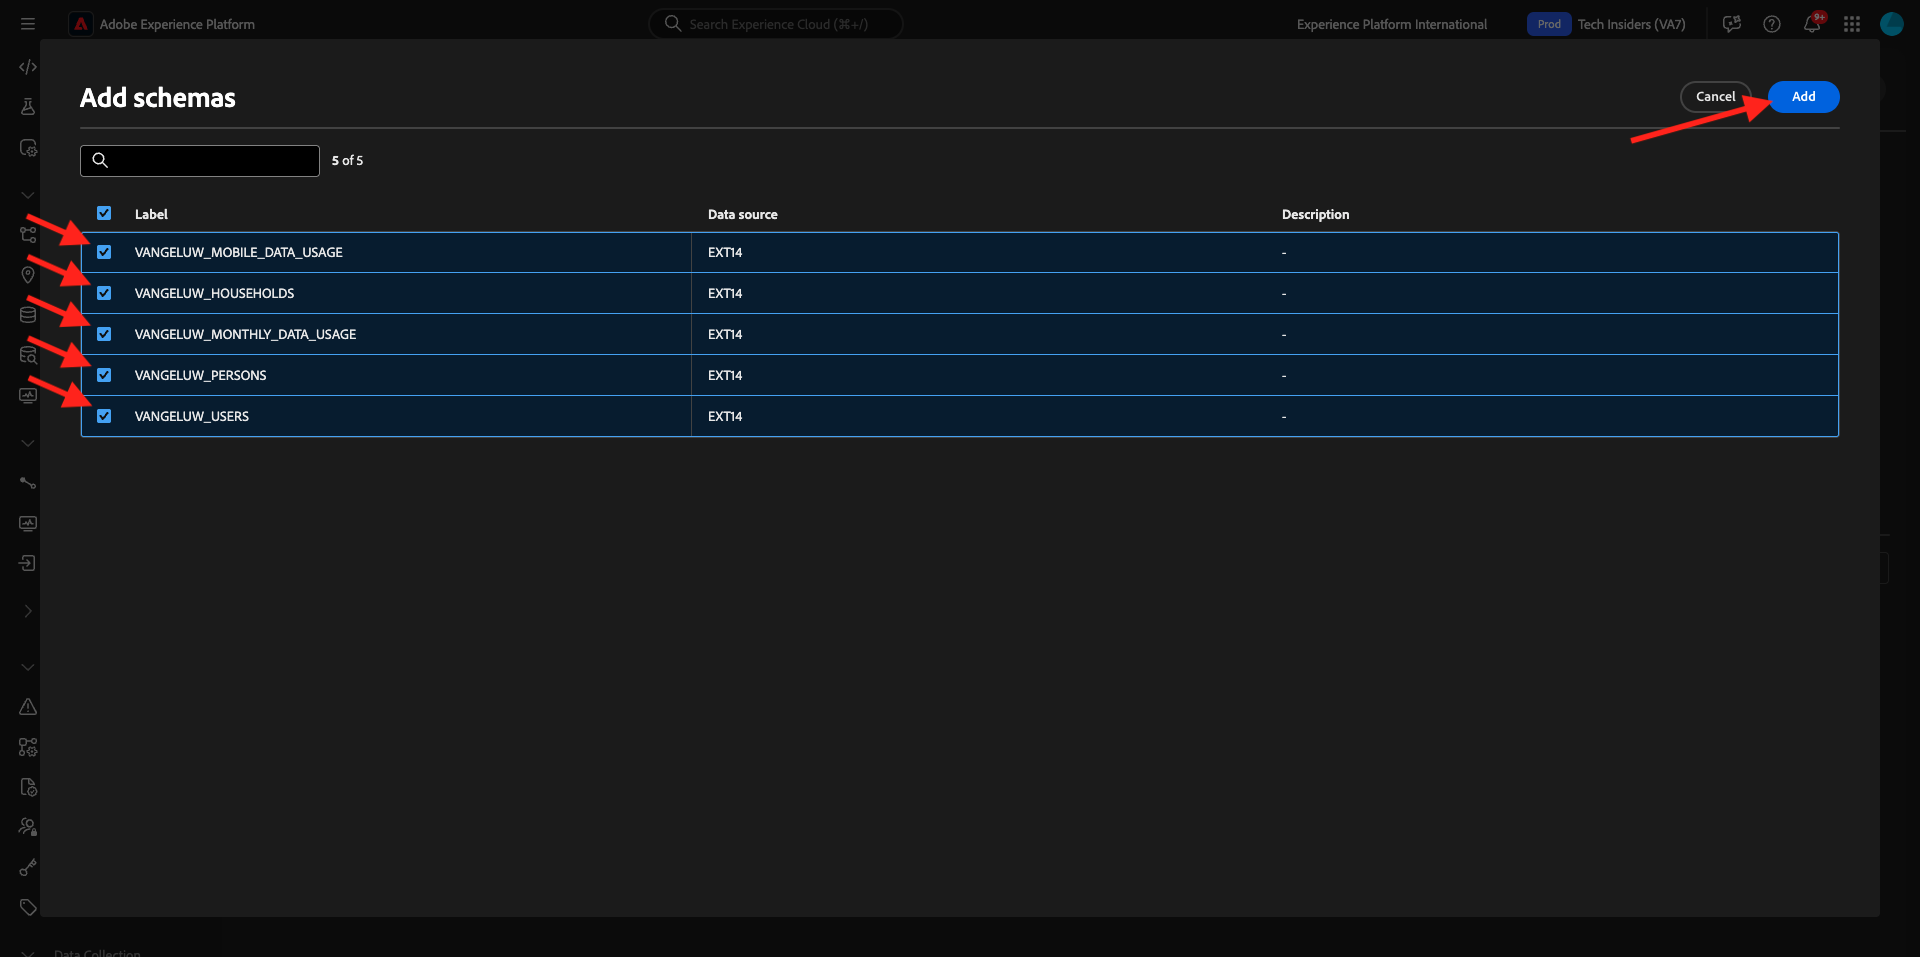 Adobe Experience Platform
Search Experience Cloud (⌘+/)
Experience Platform International
Prod
Tech Insiders (VA7)
9+
Add schemas
Cancel
Add
5 of 5
Label
Data source
Description
VANGELUW_MOBILE_DATA_USAGE
EXT14
-
VANGELUW_HOUSEHOLDS
EXT14
-
VANGELUW_MONTHLY_DATA_USAGE
EXT14
-
VANGELUW_PERSONS
EXT14
-
VANGELUW_USERS
EXT14
-
Data Collection